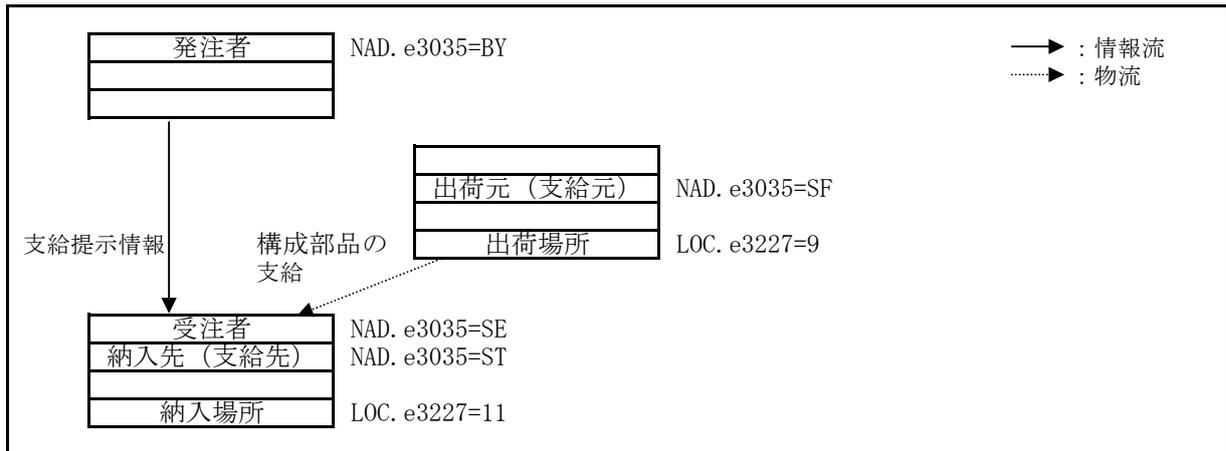 発注者 NAD. e3035=BY
：情報流
：物流
出荷元（支給元） NAD. e3035=SF
出荷場所 LOC. e3227=9
支給提示情報
構成部品の
支給
受注者 NAD. e3035=SE
納入先（支給先） NAD. e3035=ST
納入場所 LOC. e3227=11